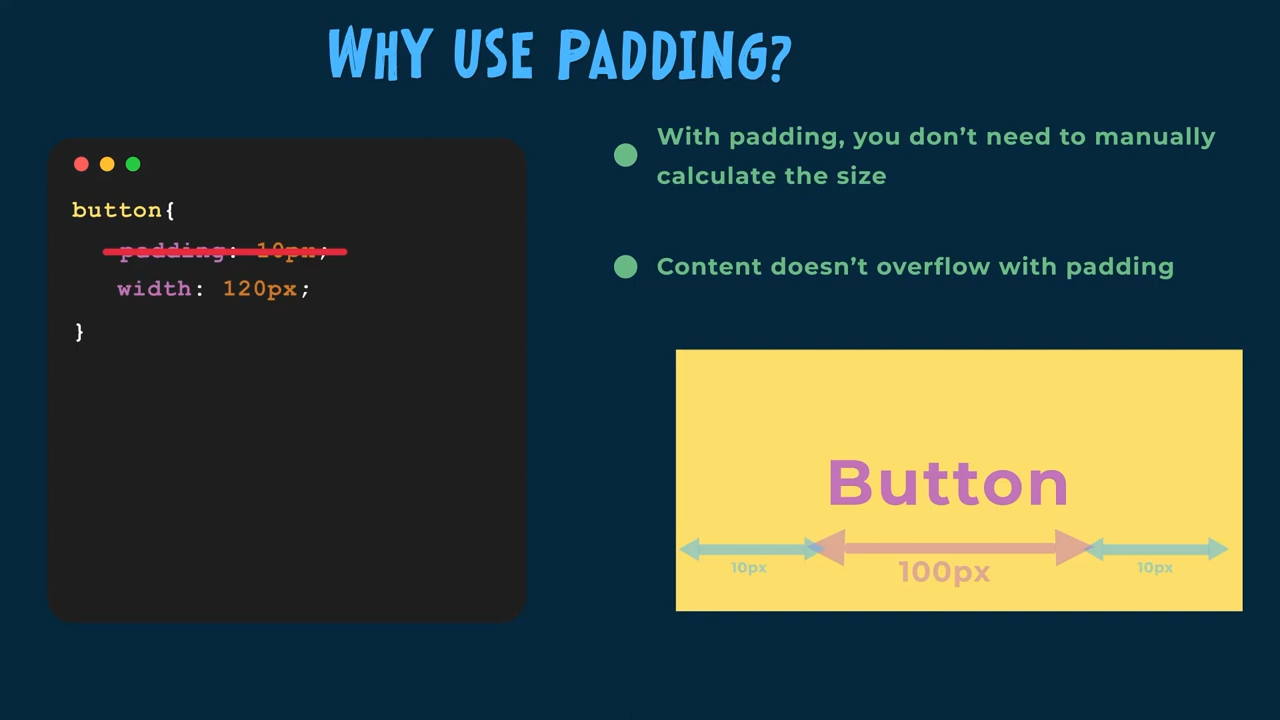 WHY USE PADDING?
button{
padding: 10px;
width: 120px;
}
With padding, you don’t need to manually
calculate the size
Content doesn’t overflow with padding
Button
10px
100px
10px